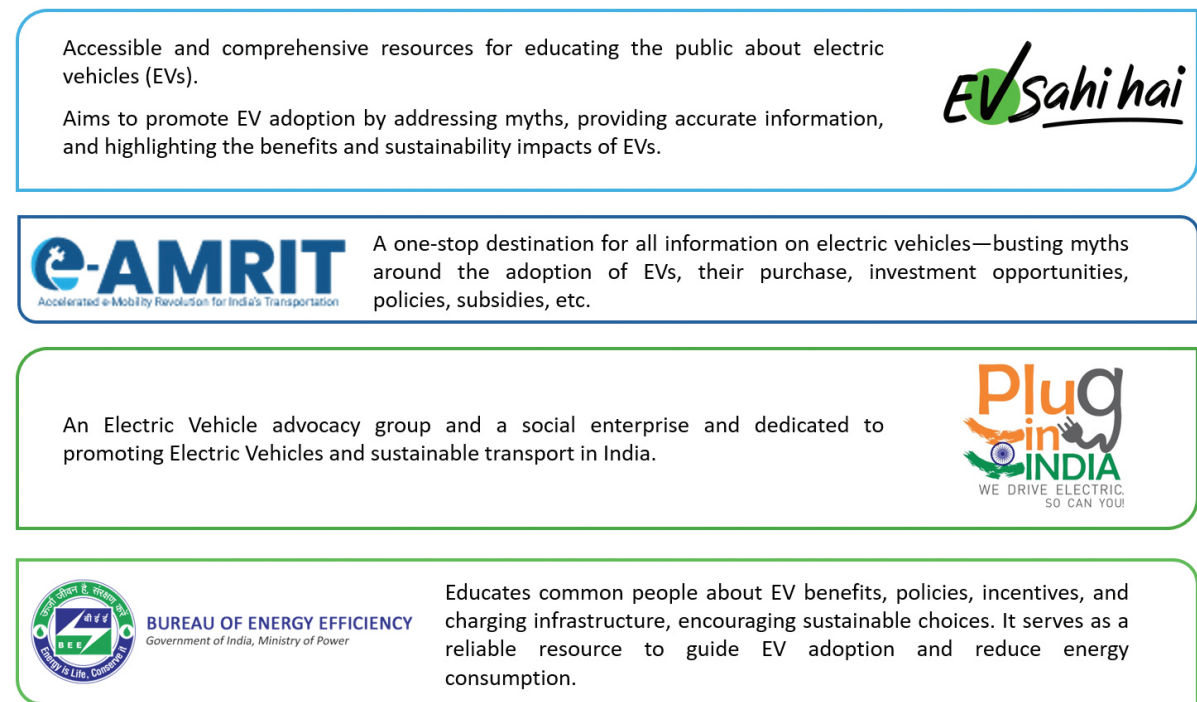 Accessible and comprehensive resources for educating the public about electric
vehicles (EVs).
Aims to promote EV adoption by addressing myths, providing accurate information,
and highlighting the benefits and sustainability impacts of EVs.
EV Sahi hai
e-AMRIT
Accelerated e-Mobility Revolution for India's Transportation
A one-stop destination for all information on electric vehicles—busting myths
around the adoption of EVs, their purchase, investment opportunities,
policies, subsidies, etc.
An Electric Vehicle advocacy group and a social enterprise and dedicated to
promoting Electric Vehicles and sustainable transport in India.
Plug
in
INDIA
WE DRIVE ELECTRIC.
SO CAN YOU!
ऊर्जा जीवन है, संरक्षण करें
बी ई ई
BEE
Energy is Life, Conserve it
BUREAU OF ENERGY EFFICIENCY
Government of India, Ministry of Power
Educates common people about EV benefits, policies, incentives, and
charging infrastructure, encouraging sustainable choices. It serves as a
reliable resource to guide EV adoption and reduce energy
consumption.